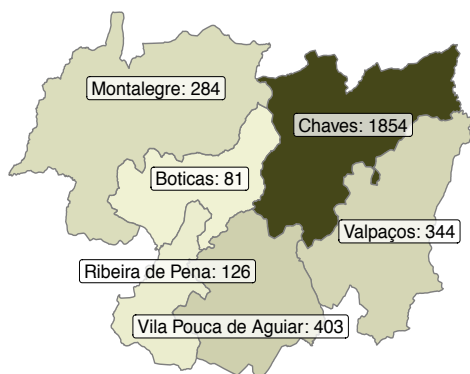 Montalegre: 284
Chaves: 1854
Boticas: 81
Valpaços: 344
Ribeira de Pena: 126
Vila Pouca de Aguiar: 403